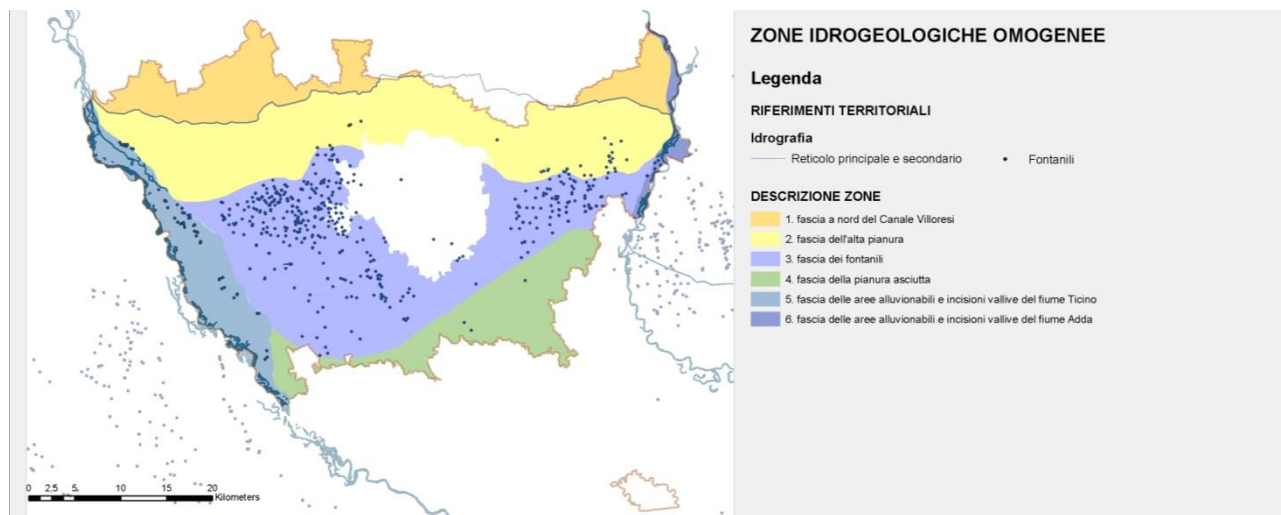 ZONE IDROGEOLOGICHE OMOGENEE
Legenda
RIFERIMENTI TERRITORIALI
Idrografia
Reticolo principale e secondario
Fontanili
DESCRIZIONE ZONE
1. fascia a nord del Canale Villoresi
2. fascia dell'alta pianura
3. fascia dei fontanili
4. fascia della pianura asciutta
5. fascia delle aree alluvionabili e incisioni vallive del fiume Ticino
6. fascia delle aree alluvionabili e incisioni vallive del fiume Adda
0 2,5 5 10 15 20
Kilometers